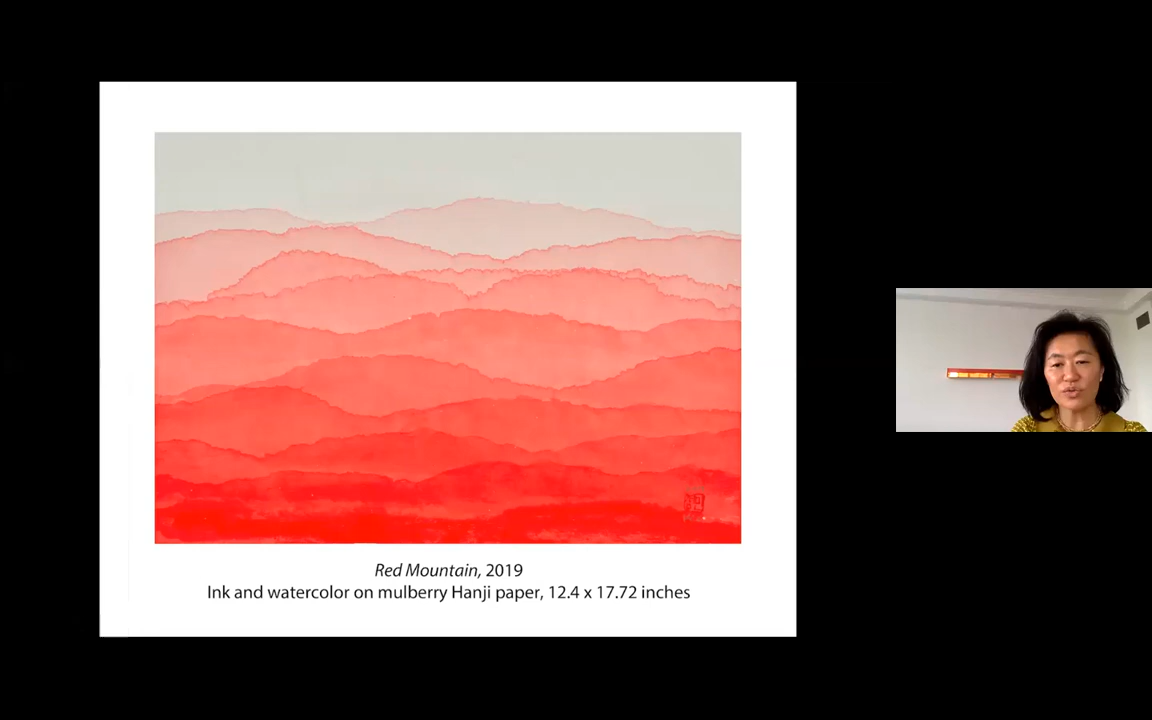 Red Mountain, 2019
Ink and watercolor on mulberry Hanji paper, 12.4 x 17.72 inches